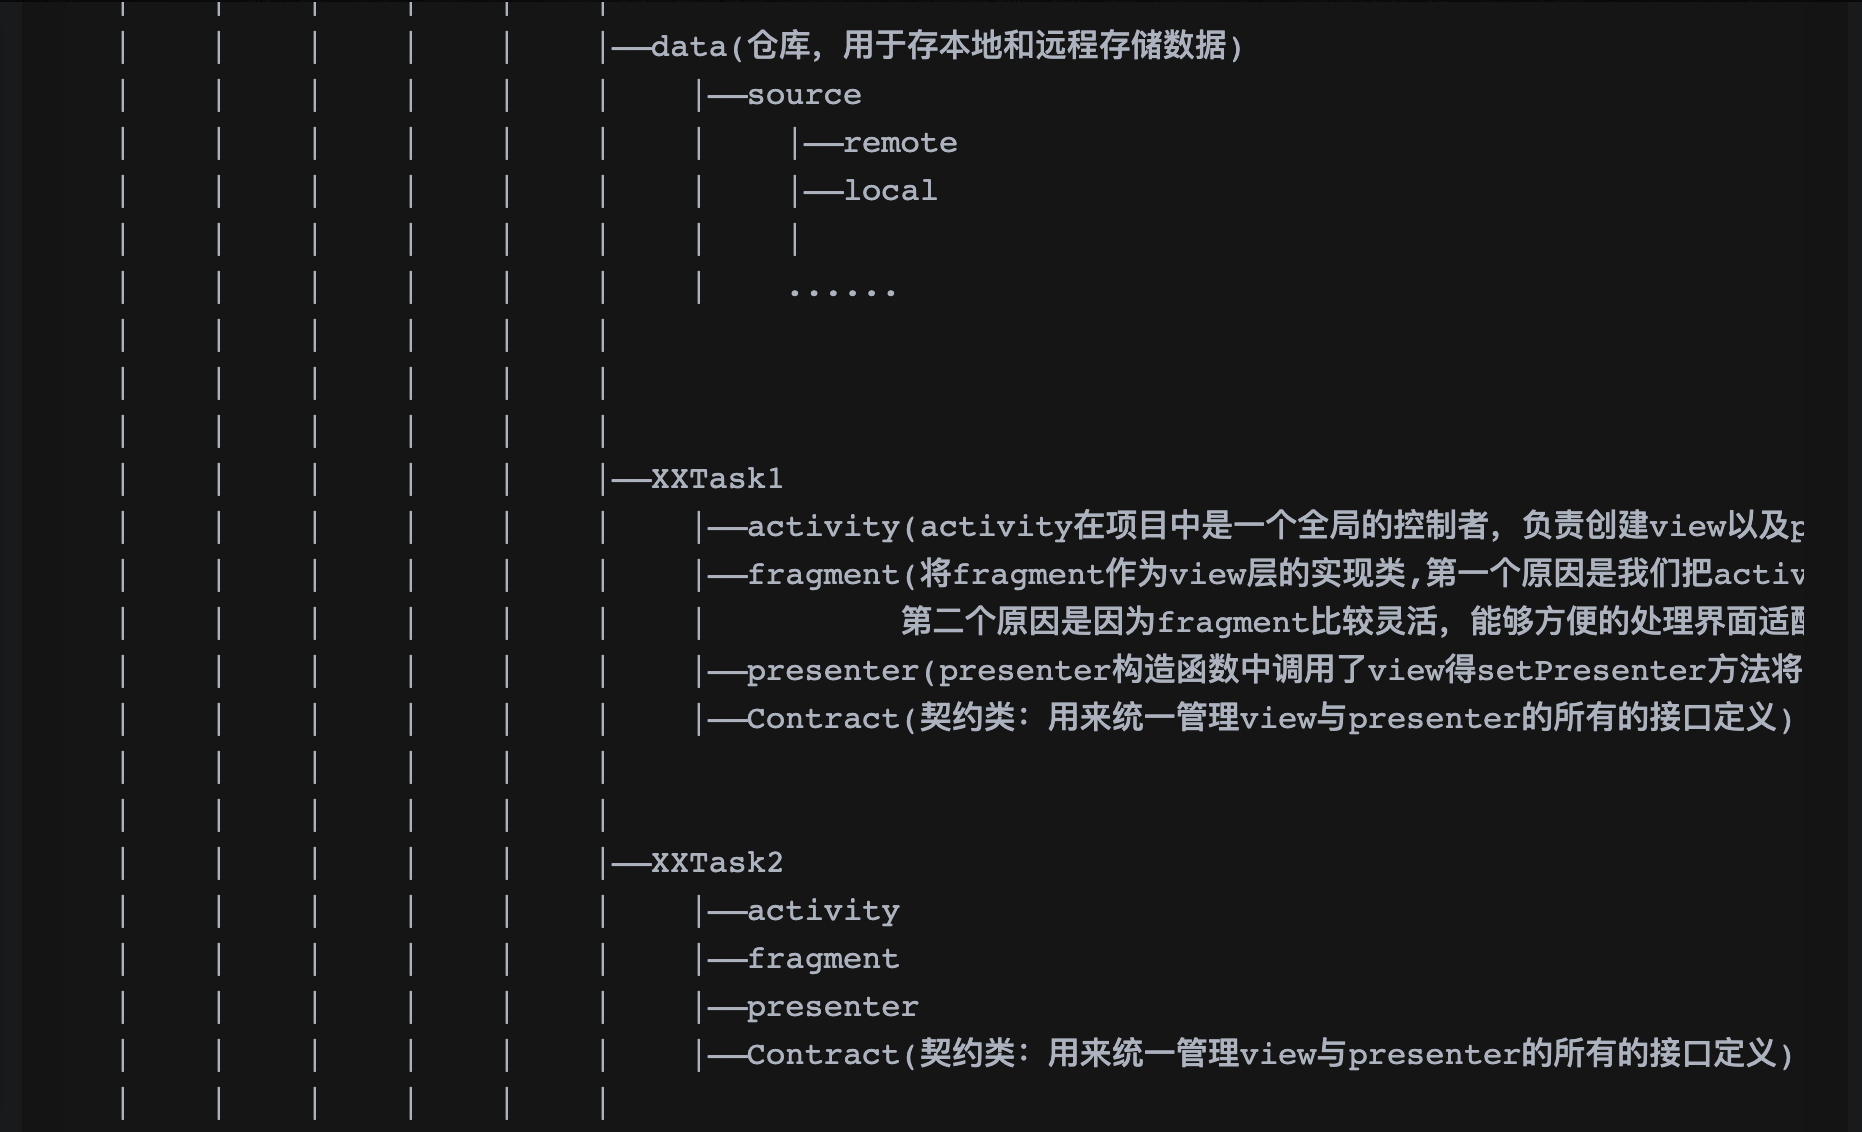 |——data(仓库，用于存本地和远程存储数据)
|——source
|——remote
|——local
......
|——XXTask1
|——activity(activity在项目中是一个全局的控制者，负责创建view以及p
|——fragment(将fragment作为view层的实现类,第一个原因是我们把activ
第二个原因是因为fragment比较灵活，能够方便的处理界面适
|——presenter(presenter构造函数中调用了view得setPresenter方法将
|——Contract(契约类：用来统一管理view与presenter的所有的接口定义)
|——XXTask2
|——activity
|——fragment
|——presenter
|——Contract(契约类：用来统一管理view与presenter的所有的接口定义)